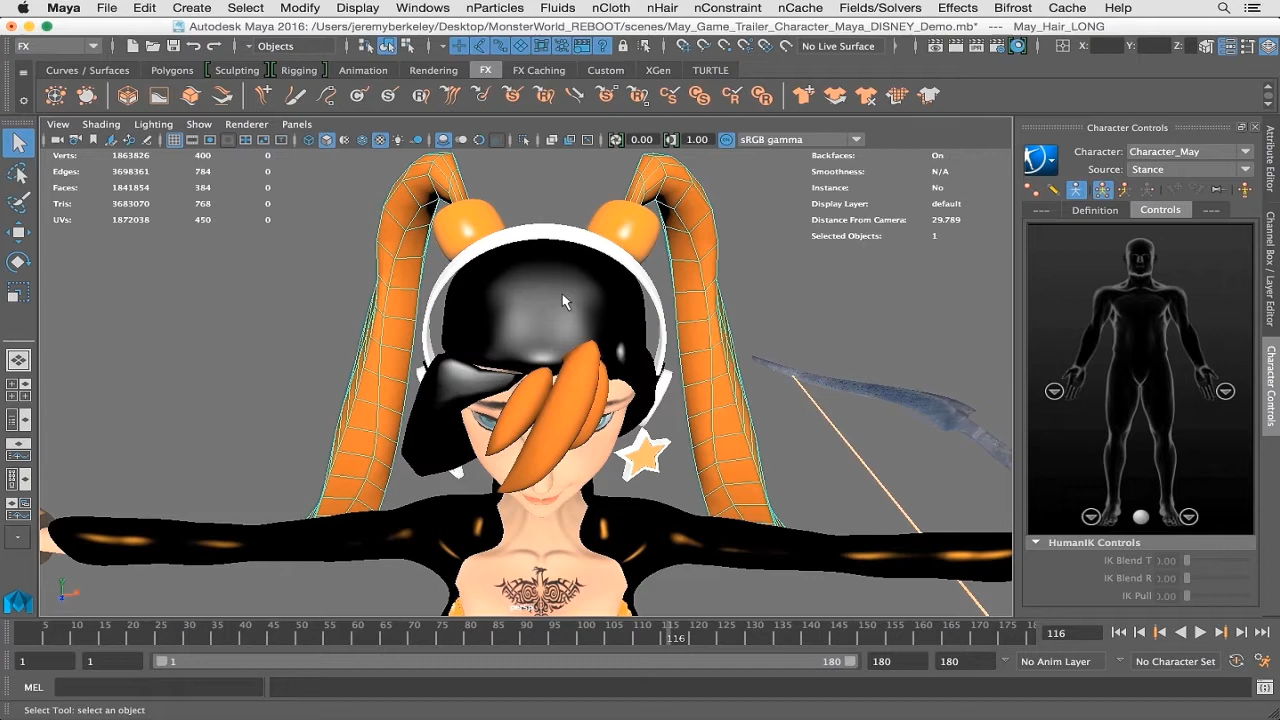 Maya File Edit Create Select Modify Display Windows nParticles Fluids nCloth nHair nConstraint nCache Fields/Solvers Effects Bifrost Cache Help
Autodesk Maya 2016: /Users/jeremyberkeley/Desktop/MonsterWorld_REBOOT/scenes/May_Game_Trailer_Character_Maya_DISNEY_Demo.mb* --- May_Hair_LONG
FX Objects No Live Surface X: Y: Z:
Curves / Surfaces Polygons Sculpting Rigging Animation Rendering FX FX Caching Custom XGen TURTLE
View Shading Lighting Show Renderer Panels
0.00 1.00 sRGB gamma
Verts: 1863826 400 0
Edges: 3698361 784 0
Faces: 1841854 384 0
Tris: 3683070 768 0
UVs: 1872038 450 0
Backfaces: On
Smoothness: N/A
Instance: No
Display Layer: default
Distance From Camera: 29.789
Selected Objects: 1
Character Controls
Character: Character_May
Source: Stance
--- Definition Controls ---
HumanIK Controls
IK Blend T 0.00
IK Blend R 0.00
IK Pull 0.00
Attribute Editor
Channel Box / Layer Editor
Character Controls
persp
5 10 15 20 25 30 35 40 45 50 55 60 65 70 75 80 85 90 95 100 105 110 115 120 125 130 135 140 145 150 155 160 165 170 175 18
116
116
1 1 1 180 180 180 No Anim Layer No Character Set
MEL
Select Tool: select an object